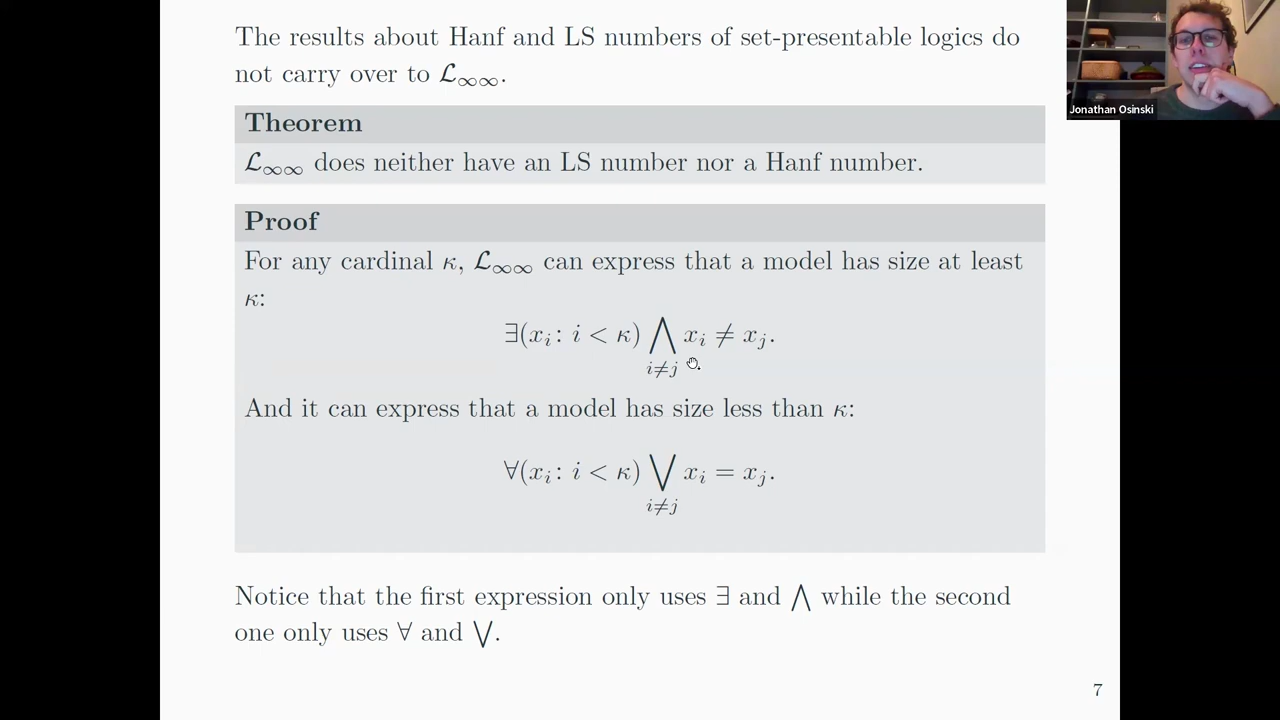 The results about Hanf and LS numbers of set-presentable logics do
not carry over to 𝓛∞∞.
Jonathan Osinski
Theorem
𝓛∞∞ does neither have an LS number nor a Hanf number.
Proof
For any cardinal κ, 𝓛∞∞ can express that a model has size at least
κ:
∃(xᵢ : i < κ) ⋀ xᵢ ≠ xⱼ.
i≠j
And it can express that a model has size less than κ:
∀(xᵢ : i < κ) ⋁ xᵢ = xⱼ.
i≠j
Notice that the first expression only uses ∃ and ⋀ while the second
one only uses ∀ and ⋁.
7